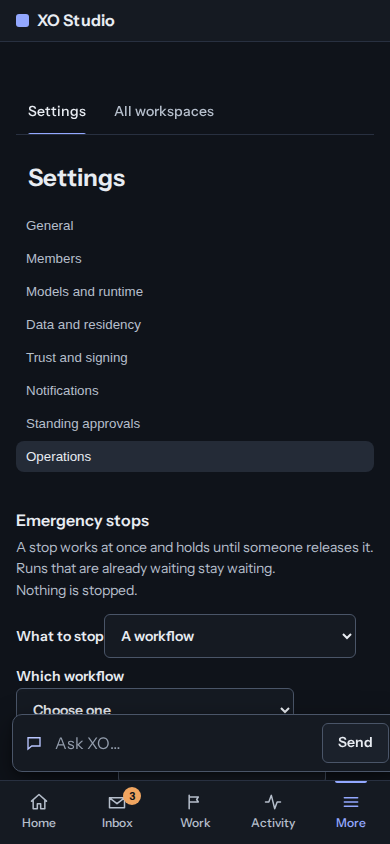 XO Studio
Settings All workspaces
Settings
General
Members
Models and runtime
Data and residency
Trust and signing
Notifications
Standing approvals
Operations
Emergency stops
A stop works at once and holds until someone releases it.
Runs that are already waiting stay waiting.
Nothing is stopped.
What to stop A workflow
Which workflow
Choose one
Ask XO... Send
3
Home Inbox Work Activity More